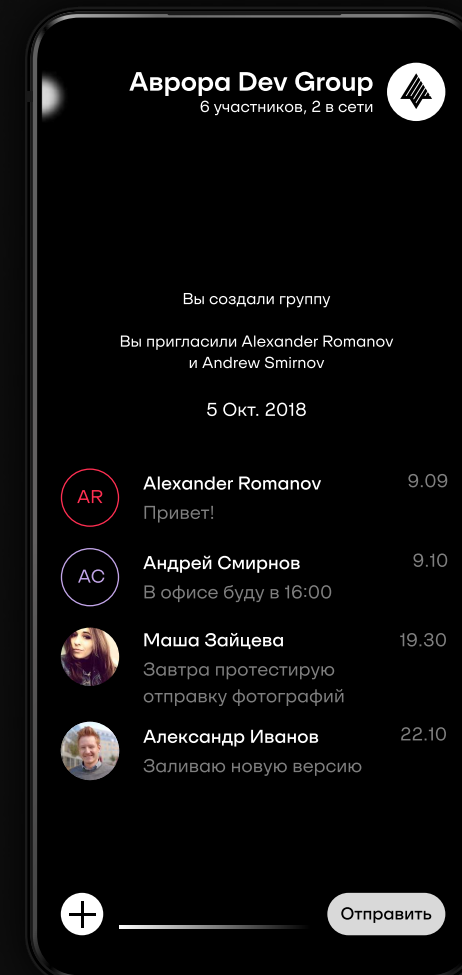 Аврора Dev Group
6 участников, 2 в сети
Вы создали группу
Вы пригласили Alexander Romanov
и Andrew Smirnov
5 Окт. 2018
AR
Alexander Romanov
9.09
Привет!
АС
Андрей Смирнов
9.10
В офисе буду в 16:00
Маша Зайцева
19.30
Завтра протестирую
отправку фотографий
Александр Иванов
22.10
Заливаю новую версию
Отправить